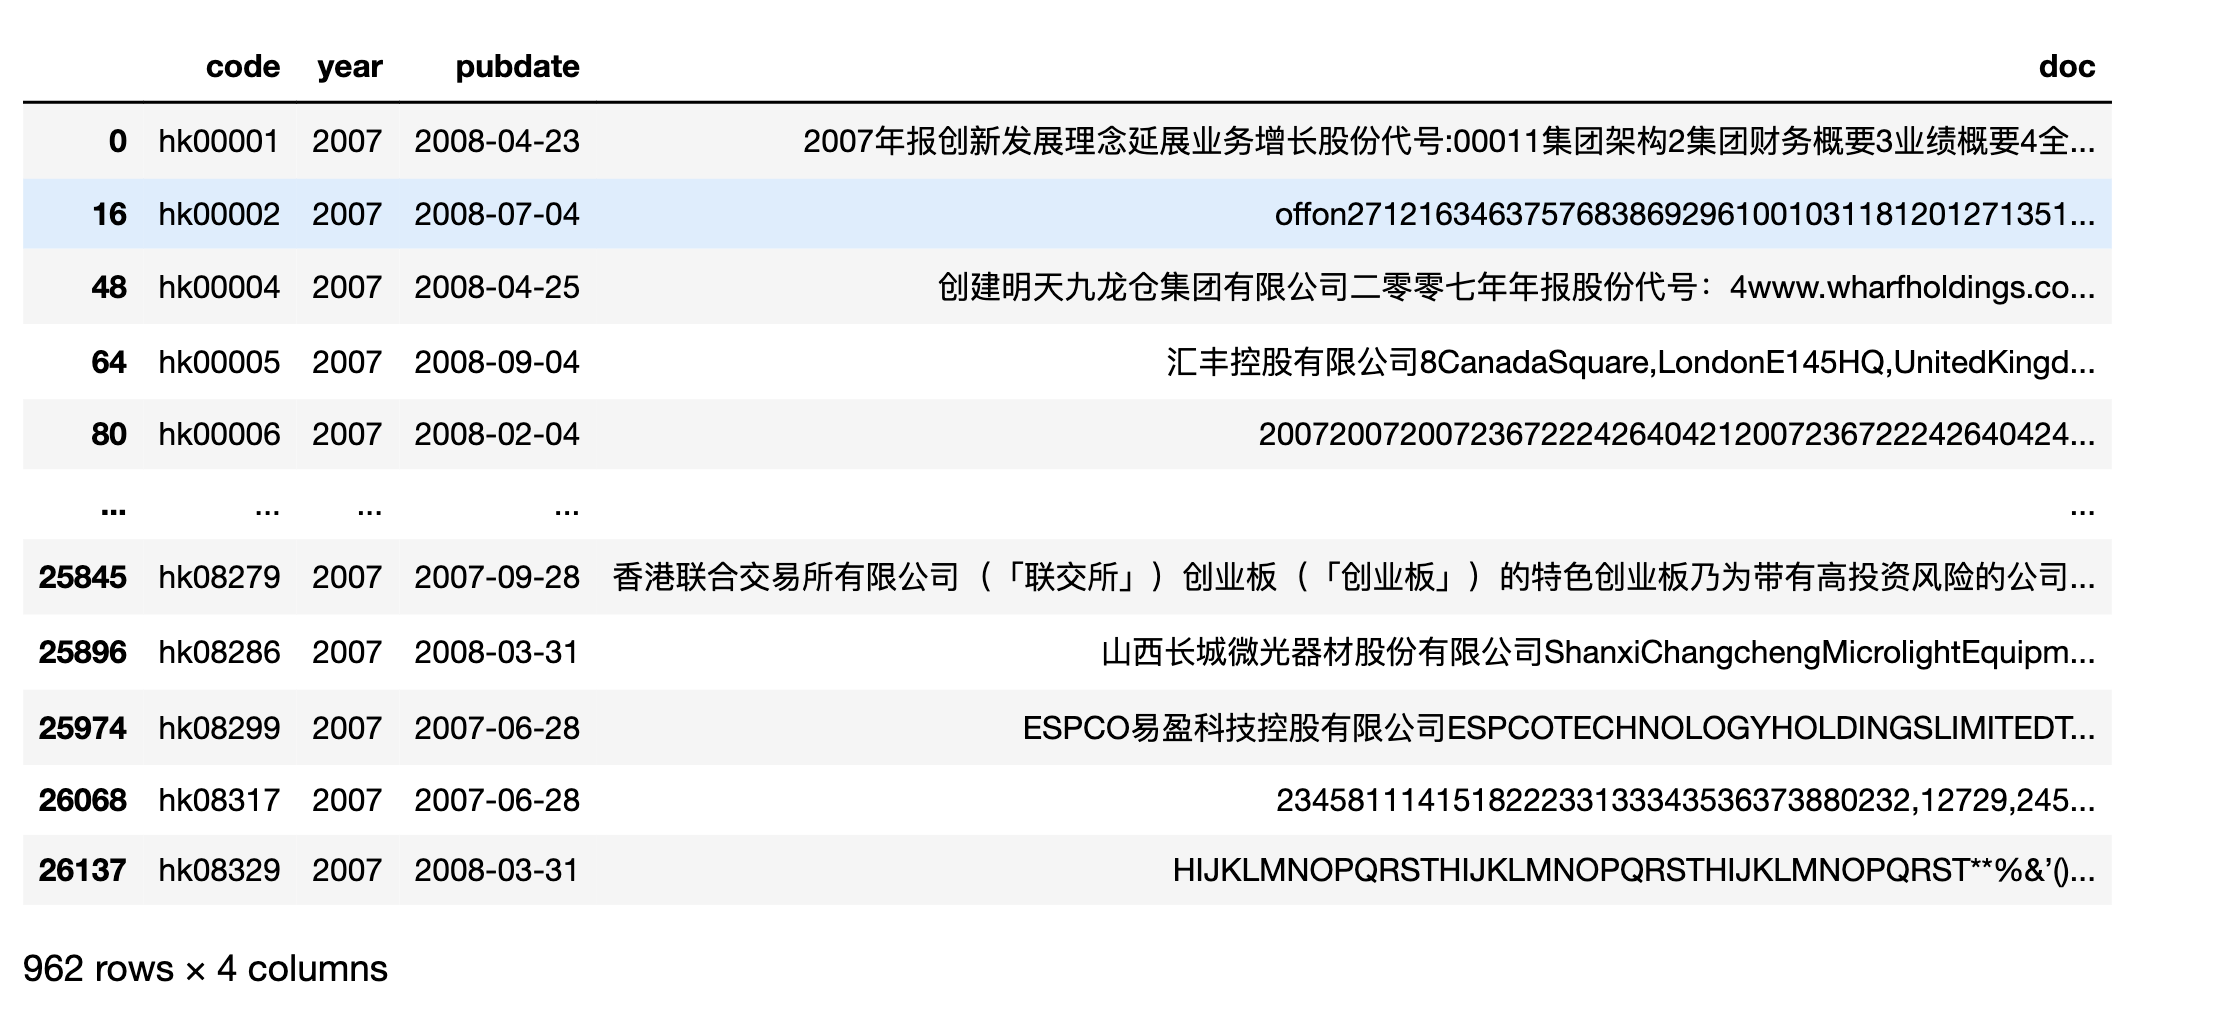 code year pubdate doc
0 hk00001 2007 2008-04-23 2007年报创新发展理念延展业务增长股份代号:00011集团架构2集团财务概要3业绩概要4全...
16 hk00002 2007 2008-07-04 offon27121634637576838692961001031181201271351...
48 hk00004 2007 2008-04-25 创建明天九龙仓集团有限公司二零零七年年报股份代号：4www.wharfholdings.co...
64 hk00005 2007 2008-09-04 汇丰控股有限公司8CanadaSquare,LondonE145HQ,UnitedKingd...
80 hk00006 2007 2008-02-04 20072007200723672224264042120072367222426404​24...
... ... ... ... ...
25845 hk08279 2007 2007-09-28 香港联合交易所有限公司（「联交所」）创业板（「创业板」）的特色创业板乃为带有高投资风险的公司...
25896 hk08286 2007 2008-03-31 山西长城微光器材股份有限公司ShanxiChangchengMicrolightEquipm...
25974 hk08299 2007 2007-06-28 ESPCO易盈科技控股有限公司ESPCOTECHNOLOGYHOLDINGSLIMITEDT...
26068 hk08317 2007 2007-06-28 234581114151822233133343536373880232,12729,245...
26137 hk08329 2007 2008-03-31 HIJKLMNOPQRSTHIJKLMNOPQRSTHIJKLMNOPQRST**%&’()...
962 rows × 4 columns